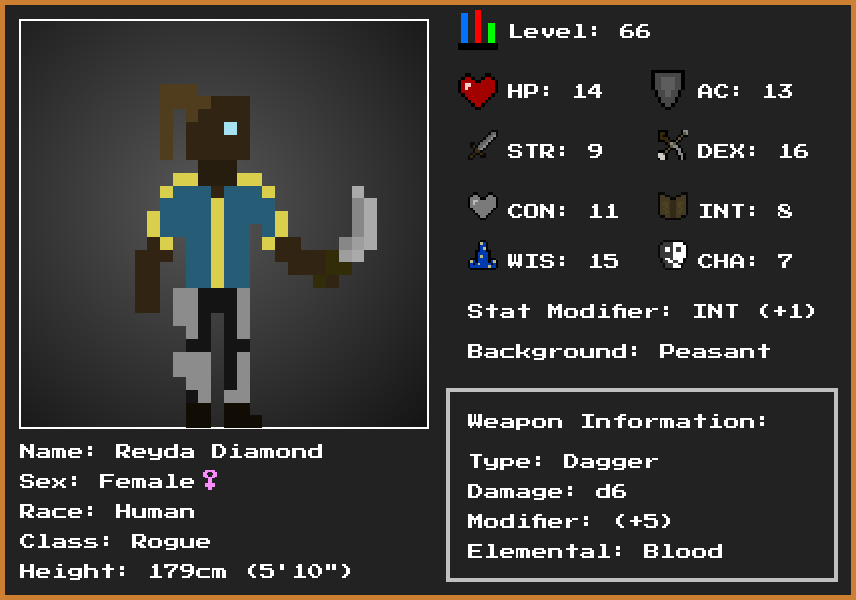 Level: 66
HP: 14
AC: 13
STR: 9
DEX: 16
CON: 11
INT: 8
WIS: 15
CHA: 7
Stat Modifier: INT (+1)
Background: Peasant
Weapon Information:
Type: Dagger
Damage: d6
Modifier: (+5)
Elemental: Blood
Name: Reyda Diamond
Sex: Female♀
Race: Human
Class: Rogue
Height: 179cm (5'10")